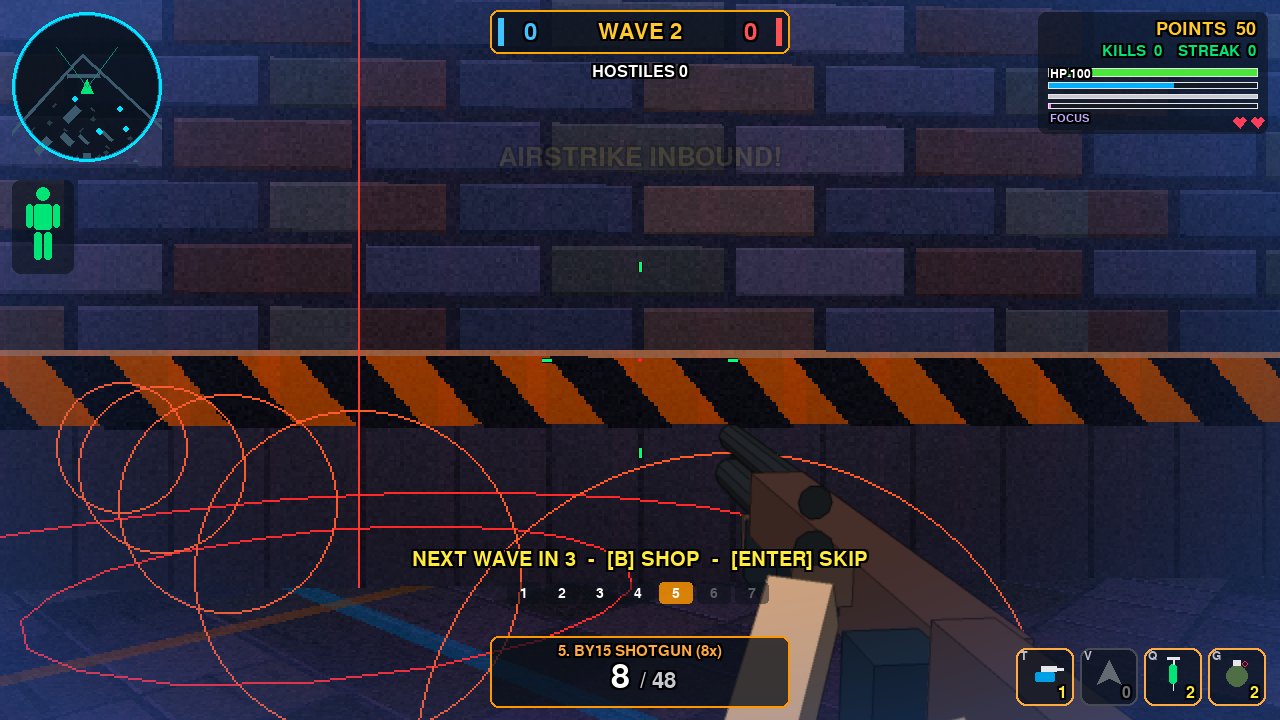 0 WAVE 2 0
HOSTILES 0
POINTS 50
KILLS 0 STREAK 0
HP 100
FOCUS
AIRSTRIKE INBOUND!
NEXT WAVE IN 3 - [B] SHOP - [ENTER] SKIP
1 2 3 4 5 6 7
5. BY15 SHOTGUN (8x)
8 / 48
T 1
V 0
Q 2
G 2